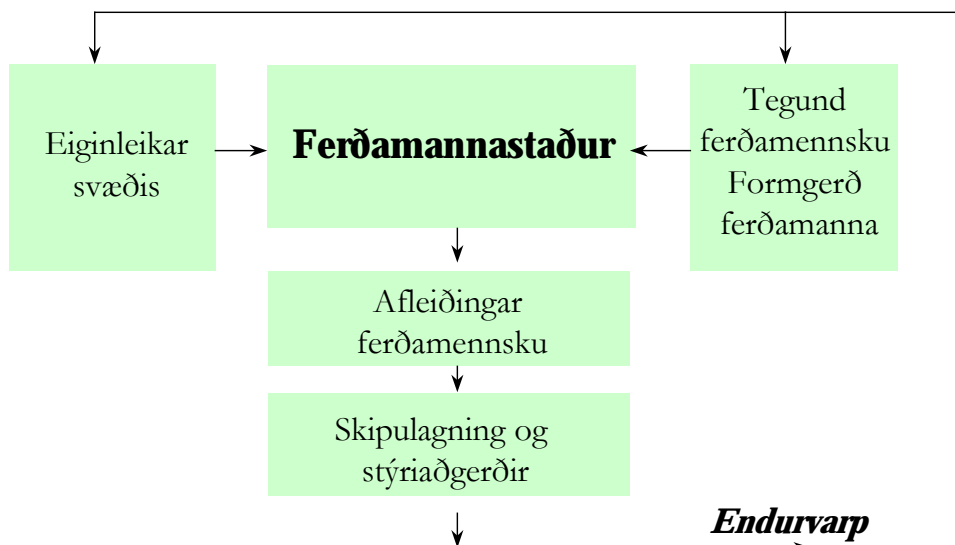 Eiginleikar
svæðis
Ferðamannastaður
Tegund
ferðamennsku
Formgerð
ferðamanna
Afleiðingar
ferðamennsku
Skipulagning og
stýriaðgerðir
Endurvarp